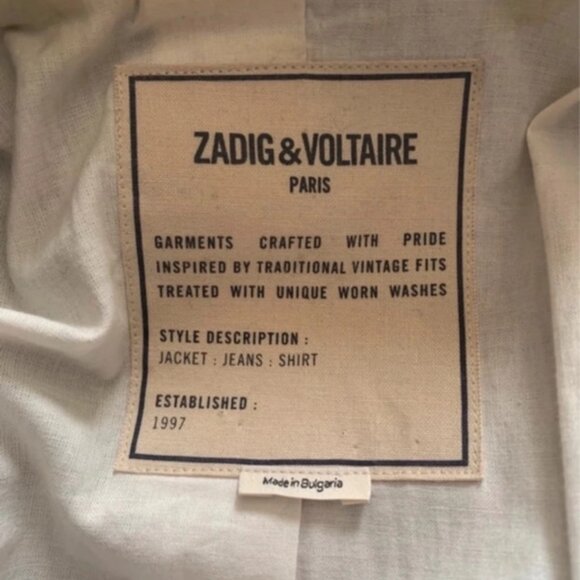 ZADIG & VOLTAIRE
PARIS
GARMENTS CRAFTED WITH PRIDE
INSPIRED BY TRADITIONAL VINTAGE FITS
TREATED WITH UNIQUE WORN WASHES
STYLE DESCRIPTION :
JACKET : JEANS : SHIRT
ESTABLISHED :
1997
Made in Bulgaria